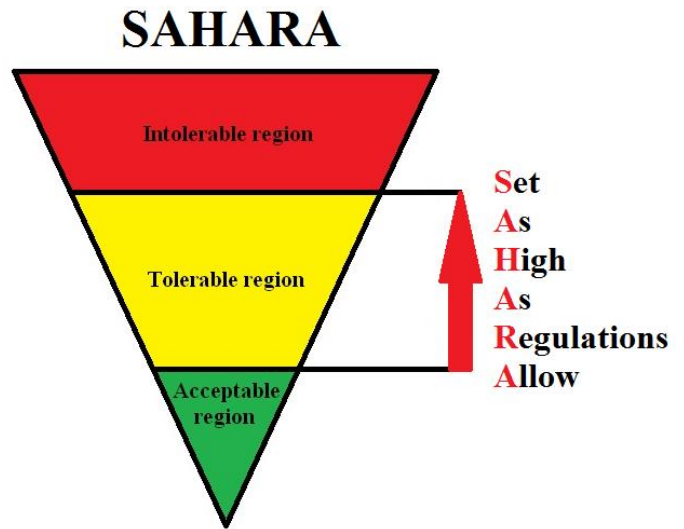 SAHARA
Intolerable region
Tolerable region
Acceptable
region
Set
As
High
As
Regulations
Allow